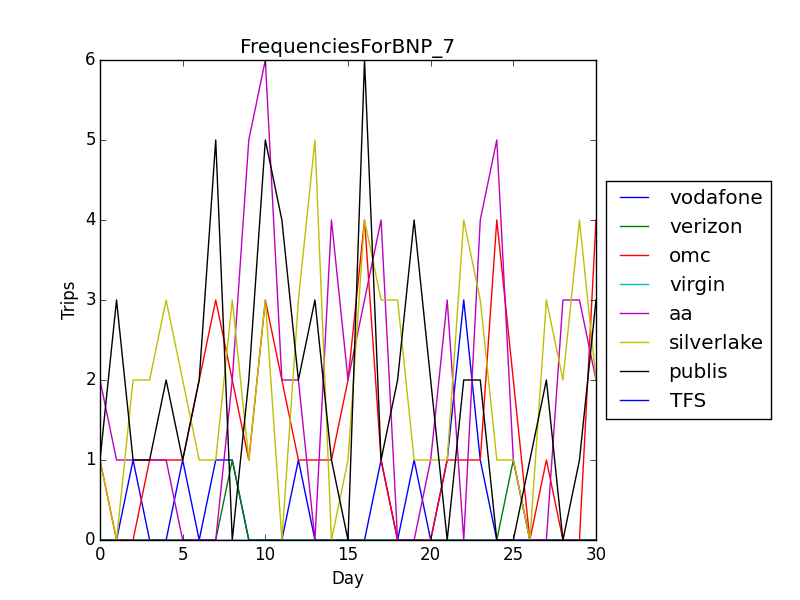 FrequenciesForBNP_7
6
5
4
3
2
1
0
Trips
0 5 10 15 20 25 30
Day
vodafone
verizon
omc
virgin
aa
silverlake
publis
TFS